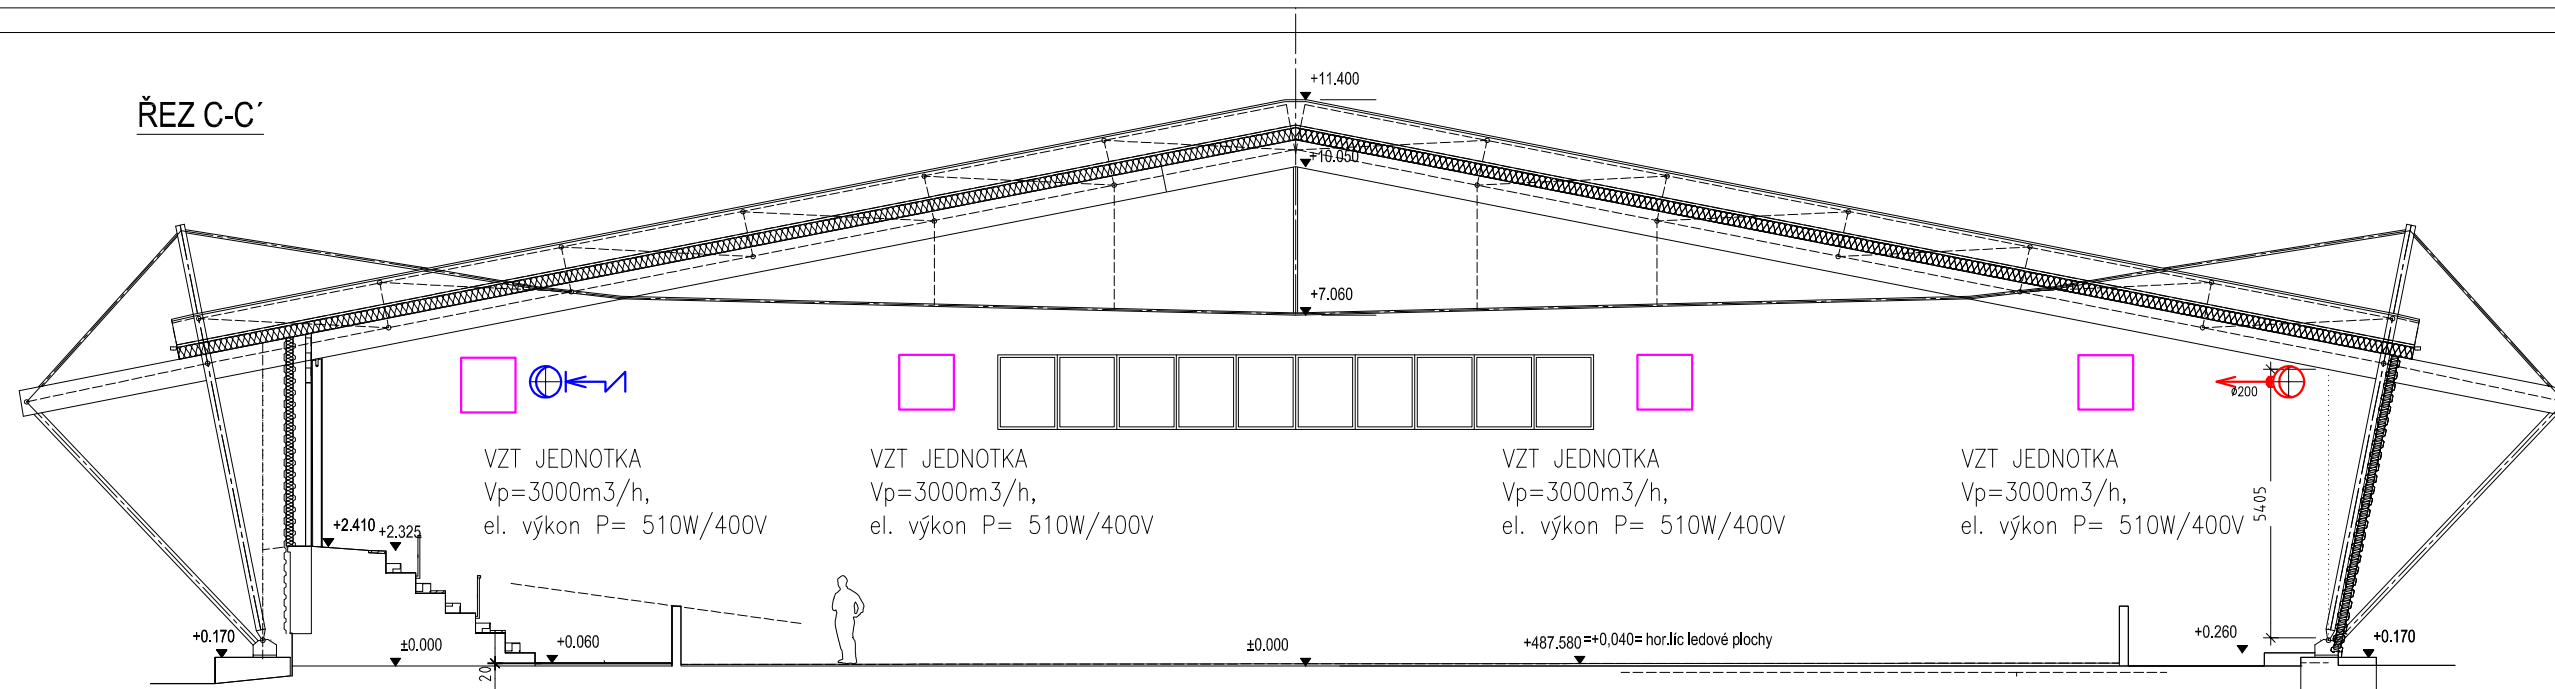 ŘEZ C-C´
+11.400
+10.050
+7.060
ø200
VZT JEDNOTKA
Vp=3000m3/h,
el. výkon P= 510W/400V
VZT JEDNOTKA
Vp=3000m3/h,
el. výkon P= 510W/400V
VZT JEDNOTKA
Vp=3000m3/h,
el. výkon P= 510W/400V
VZT JEDNOTKA
Vp=3000m3/h,
el. výkon P= 510W/400V
5405
+2.410
+2.325
+0.170
±0.000
+0.060
20
±0.000
+487.580=+0,040= hor.líc ledové plochy
+0.260
+0.170